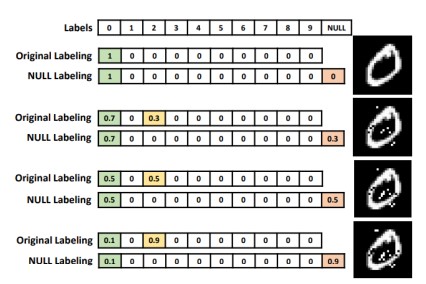 Labels 0 1 2 3 4 5 6 7 8 9 NULL
Original Labeling 1 0 0 0 0 0 0 0 0 0
NULL Labeling 1 0 0 0 0 0 0 0 0 0 0
Original Labeling 0.7 0 0.3 0 0 0 0 0 0 0
NULL Labeling 0.7 0 0 0 0 0 0 0 0 0 0.3
Original Labeling 0.5 0 0.5 0 0 0 0 0 0 0
NULL Labeling 0.5 0 0 0 0 0 0 0 0 0 0.5
Original Labeling 0.1 0 0.9 0 0 0 0 0 0 0
NULL Labeling 0.1 0 0 0 0 0 0 0 0 0 0.9